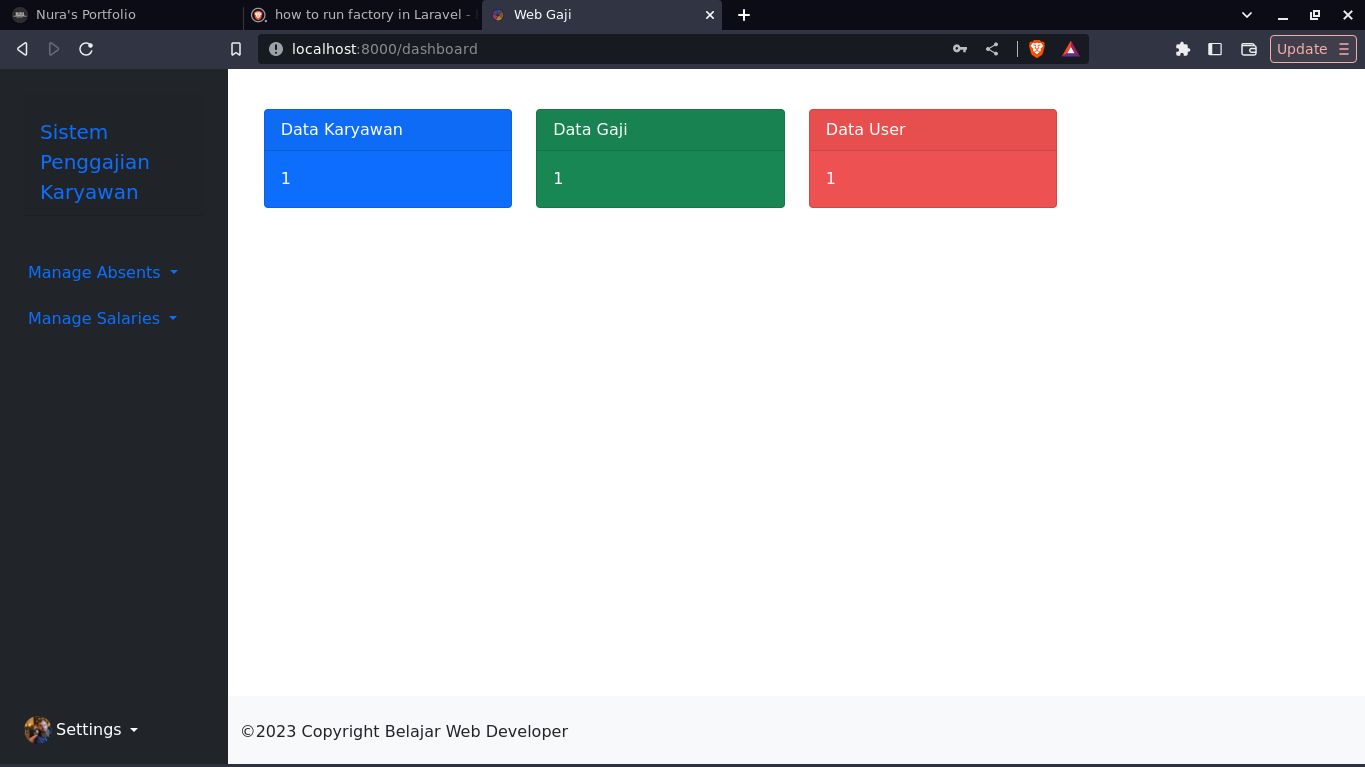 Nura's Portfolio
how to run factory in Laravel -
Web Gaji
localhost:8000/dashboard
Update
Sistem
Penggajian
Karyawan
Manage Absents
Manage Salaries
Settings
Data Karyawan
1
Data Gaji
1
Data User
1
©2023 Copyright Belajar Web Developer